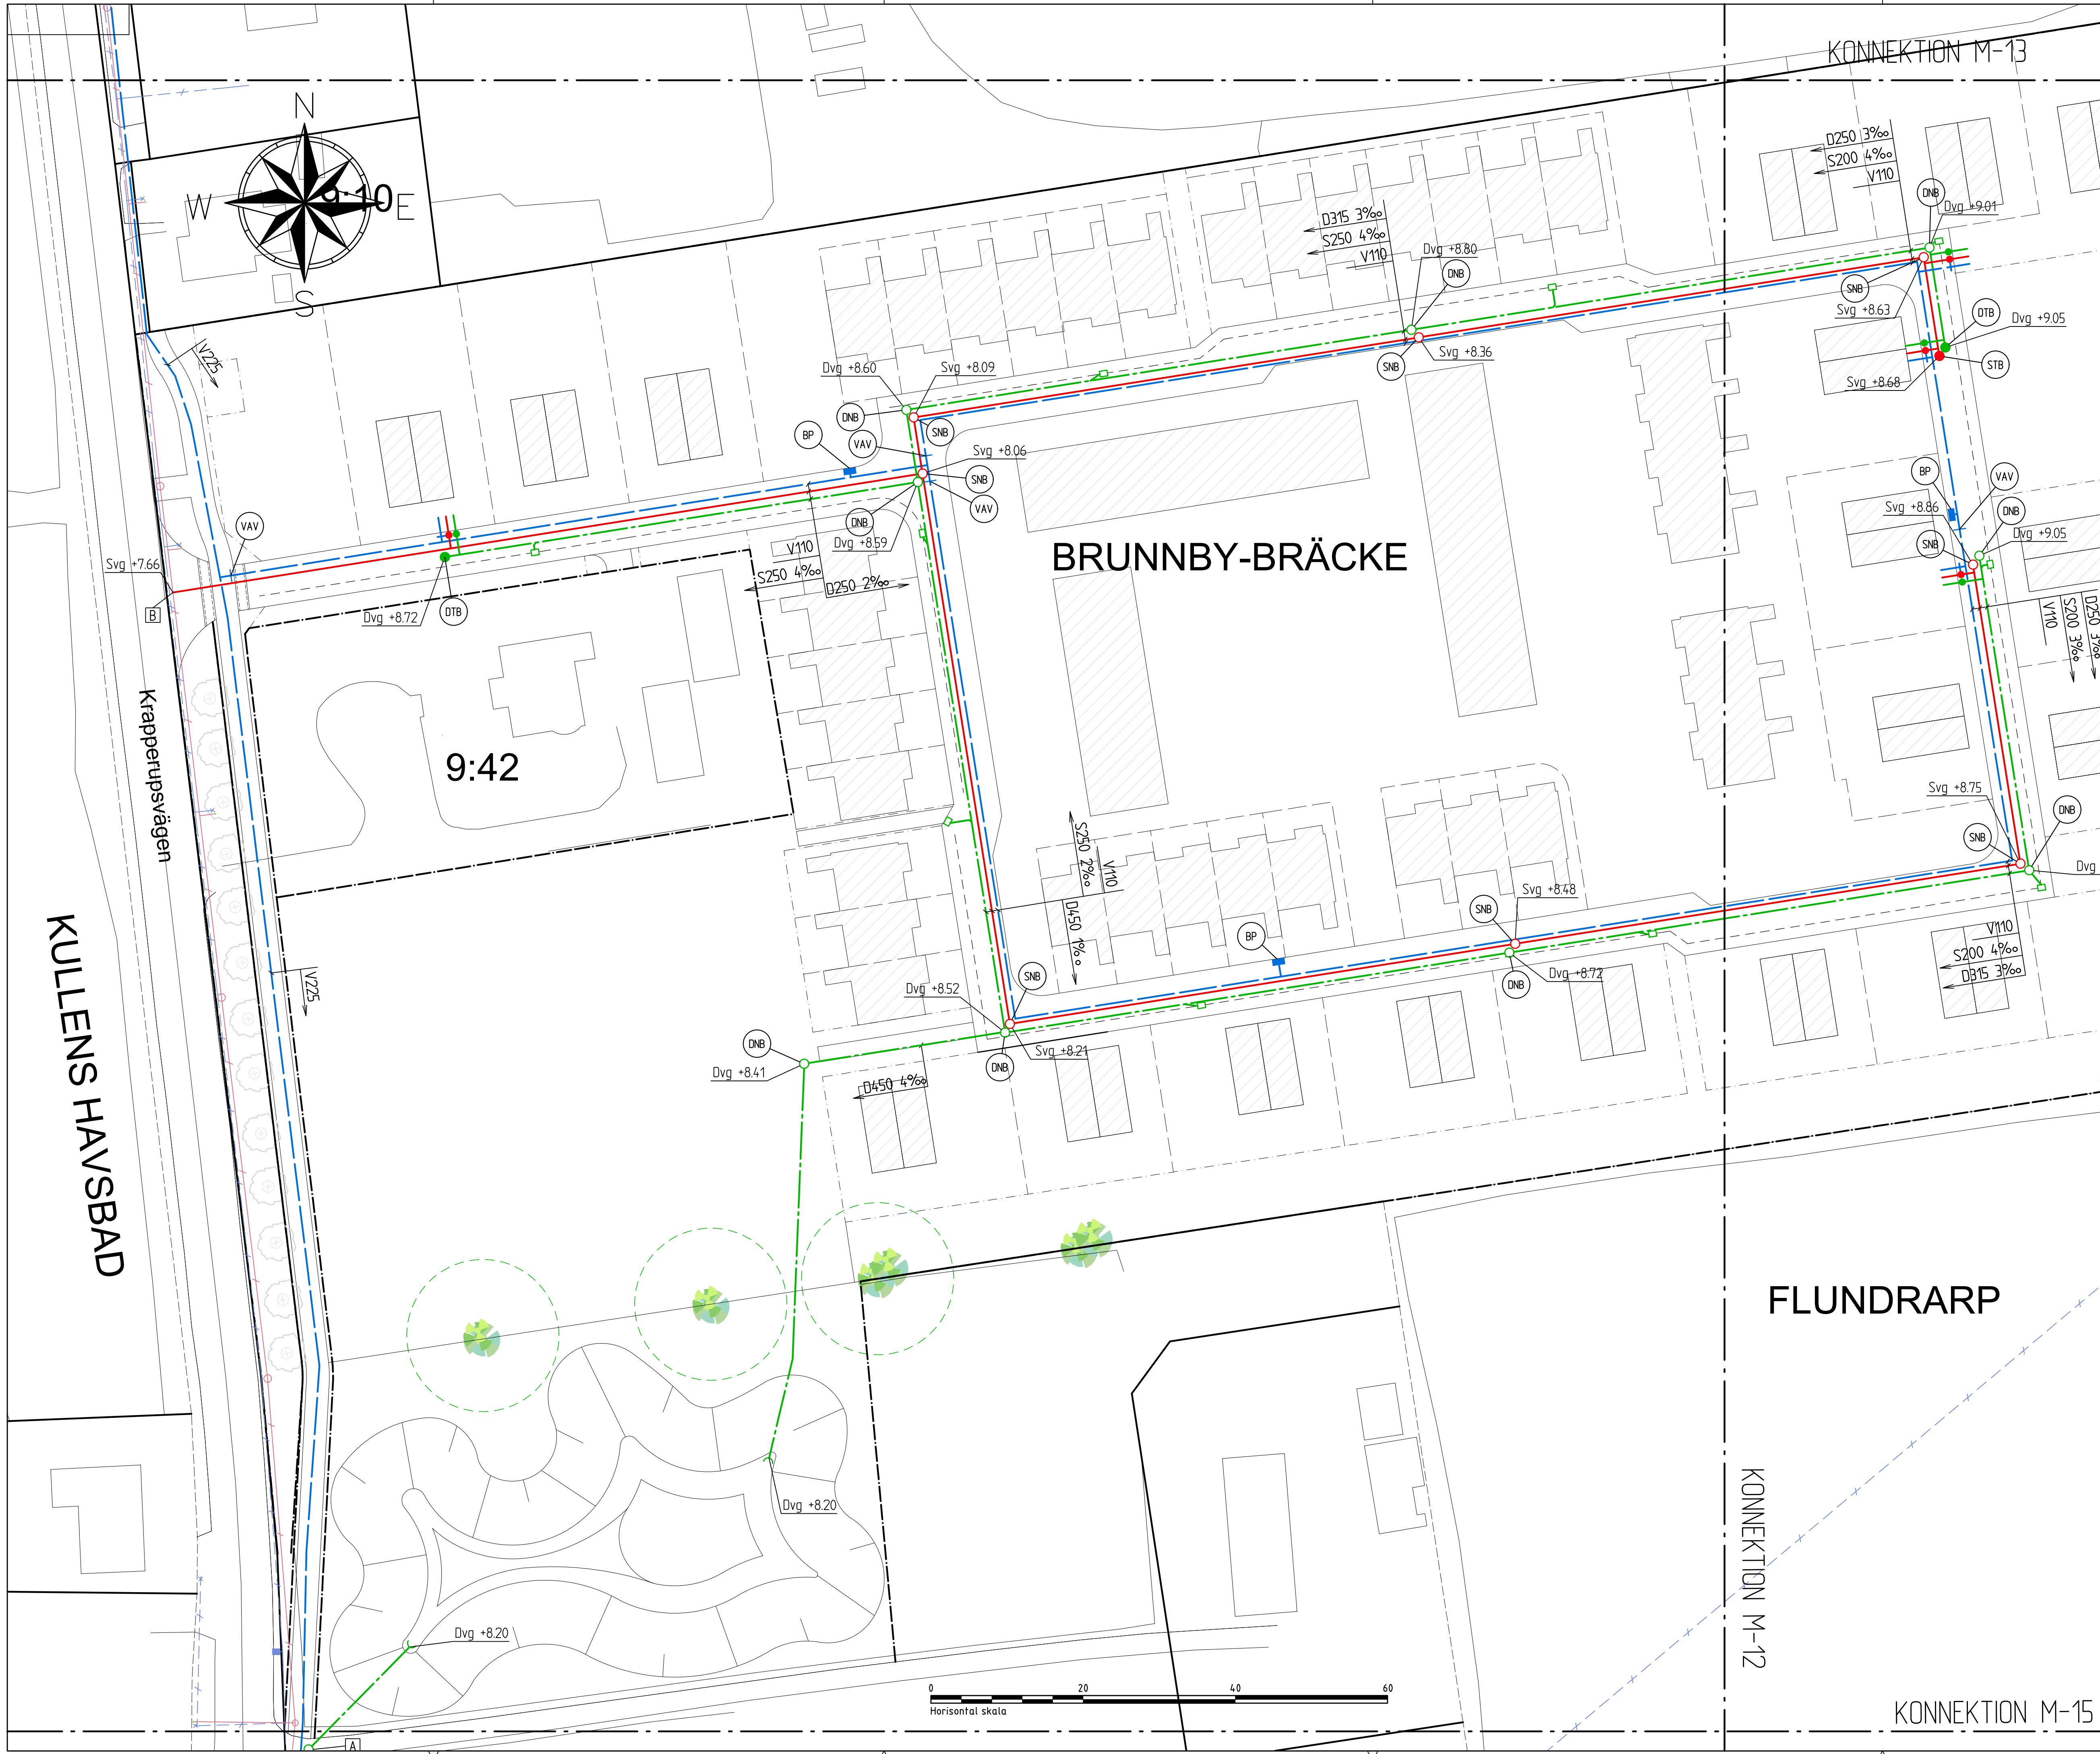 KONNEKTION M-13
N
W
9:10
E
S
D250 3‰
S200 4‰
V110
DNB
Dvg +9.01
D315 3‰
S250 4‰
V110
Dvg +8.80
DNB
SNB
Svg +8.63
DTB
Dvg +9.05
V225
SNB
Svg +8.36
STB
Svg +8.68
Dvg +8.60
Svg +8.09
DNB
SNB
BP
VAV
Svg +8.06
SNB
VAV
BP
VAV
Svg +8.86
DNB
Dvg +9.05
SNB
VAV
DNB
Dvg +8.59
V110
S250 4‰
D250 2‰
BRUNNBY-BRÄCKE
Svg +7.66
B
Dvg +8.72
DTB
V110
S200 3‰
D250 3‰
Krapperupsvägen
9:42
Svg +8.75
DNB
SNB
Dvg
S250 2‰
V110
D450 1‰
SNB
Svg +8.48
BP
KULLENS HAVSBAD
V225
V110
S200 4‰
D315 3‰
SNB
Dvg +8.52
Dvg +8.72
DNB
DNB
Svg +8.21
Dvg +8.41
DNB
D450 4‰
FLUNDRARP
KONNEKTION M-12
Dvg +8.20
Dvg +8.20
0 20 40 60
Horisontal skala
KONNEKTION M-15
A